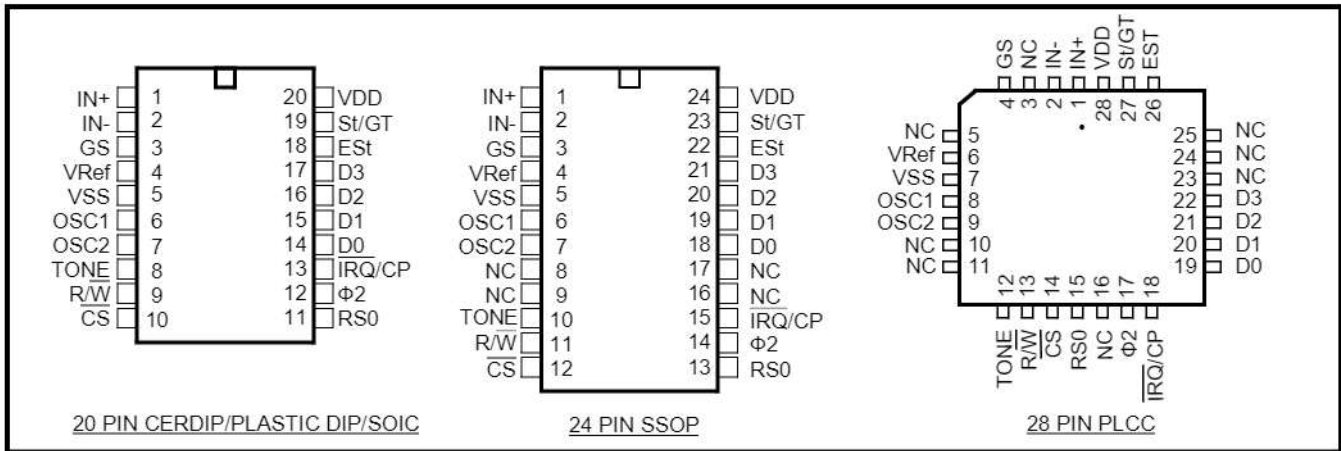 IN+ 1 20 VDD
IN- 2 19 St/GT
GS 3 18 ESt
VRef 4 17 D3
VSS 5 16 D2
OSC1 6 15 D1
OSC2 7 14 D0
TONE 8 13 IRQ/CP
R/W 9 12 Φ2
CS 10 11 RS0
20 PIN CERDIP/PLASTIC DIP/SOIC
IN+ 1 24 VDD
IN- 2 23 St/GT
GS 3 22 ESt
VRef 4 21 D3
VSS 5 20 D2
OSC1 6 19 D1
OSC2 7 18 D0
NC 8 17 NC
NC 9 16 NC
TONE 10 15 IRQ/CP
R/W 11 14 Φ2
CS 12 13 RS0
24 PIN SSOP
GS NC IN- IN+ VDD St/GT EST
4 3 2 1 28 27 26
NC 5 25 NC
VRef 6 24 NC
VSS 7 23 NC
OSC1 8 22 D3
OSC2 9 21 D2
NC 10 20 D1
NC 11 19 D0
12 13 14 15 16 17 18
TONE R/W CS RS0 NC Φ2 IRQ/CP
28 PIN PLCC